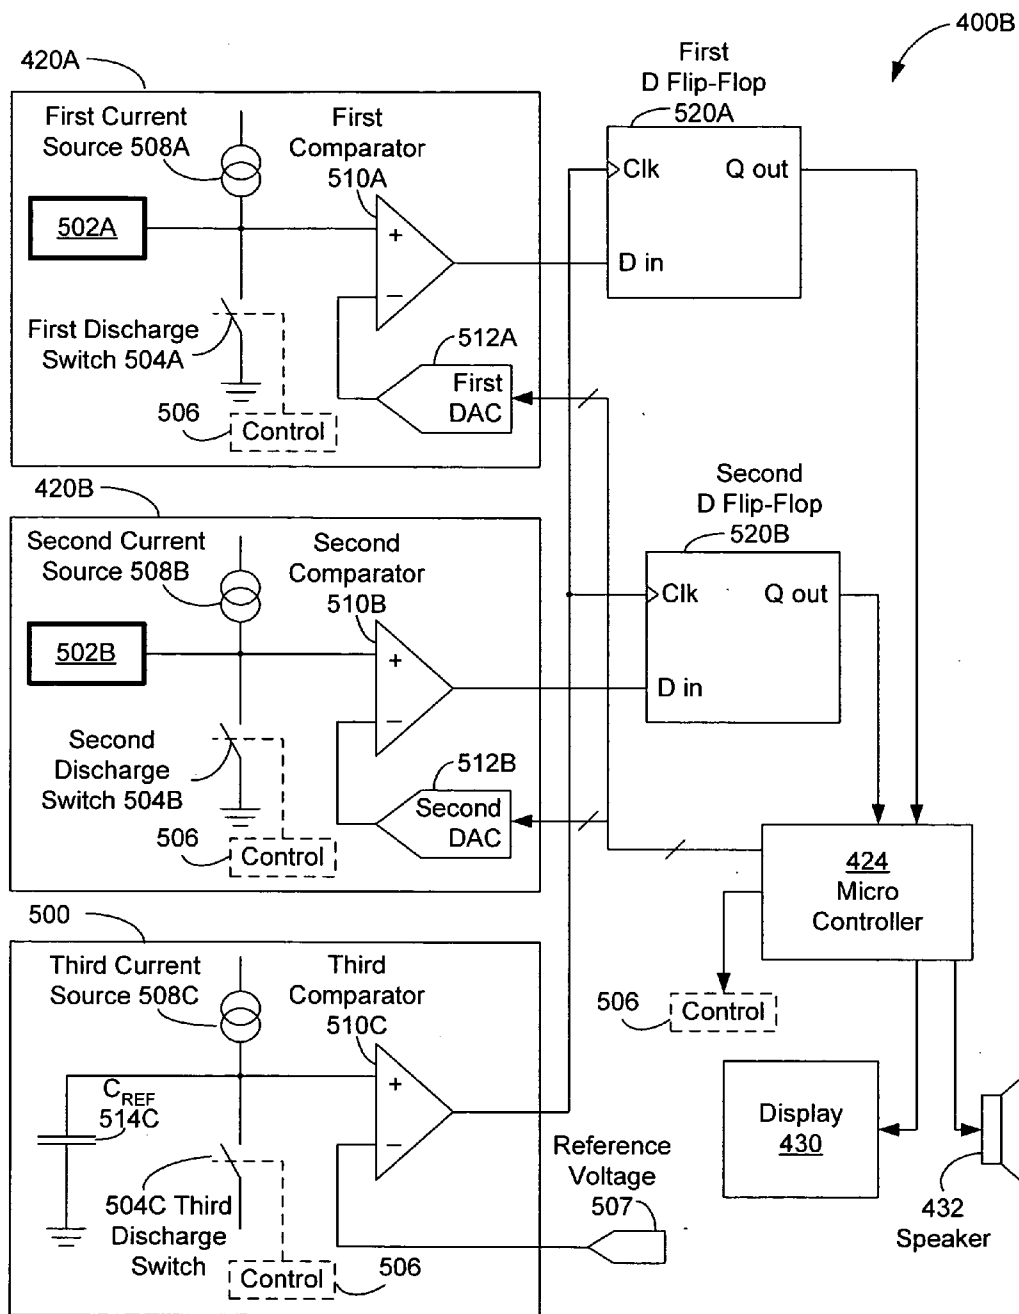 400B
420A
First Current
Source 508A
First
Comparator
510A
+
–
502A
First Discharge
Switch 504A
506
Control
512A
First
DAC
First
D Flip-Flop
520A
Clk
Q out
D in
420B
Second Current
Source 508B
Second
Comparator
510B
+
–
502B
Second
Discharge
Switch 504B
506
Control
512B
Second
DAC
Second
D Flip-Flop
520B
Clk
Q out
D in
424
Micro
Controller
506
Control
Display
430
432
Speaker
500
Third Current
Source 508C
Third
Comparator
510C
+
–
CREF
514C
504C Third
Discharge
Switch
Control
506
Reference
Voltage
507